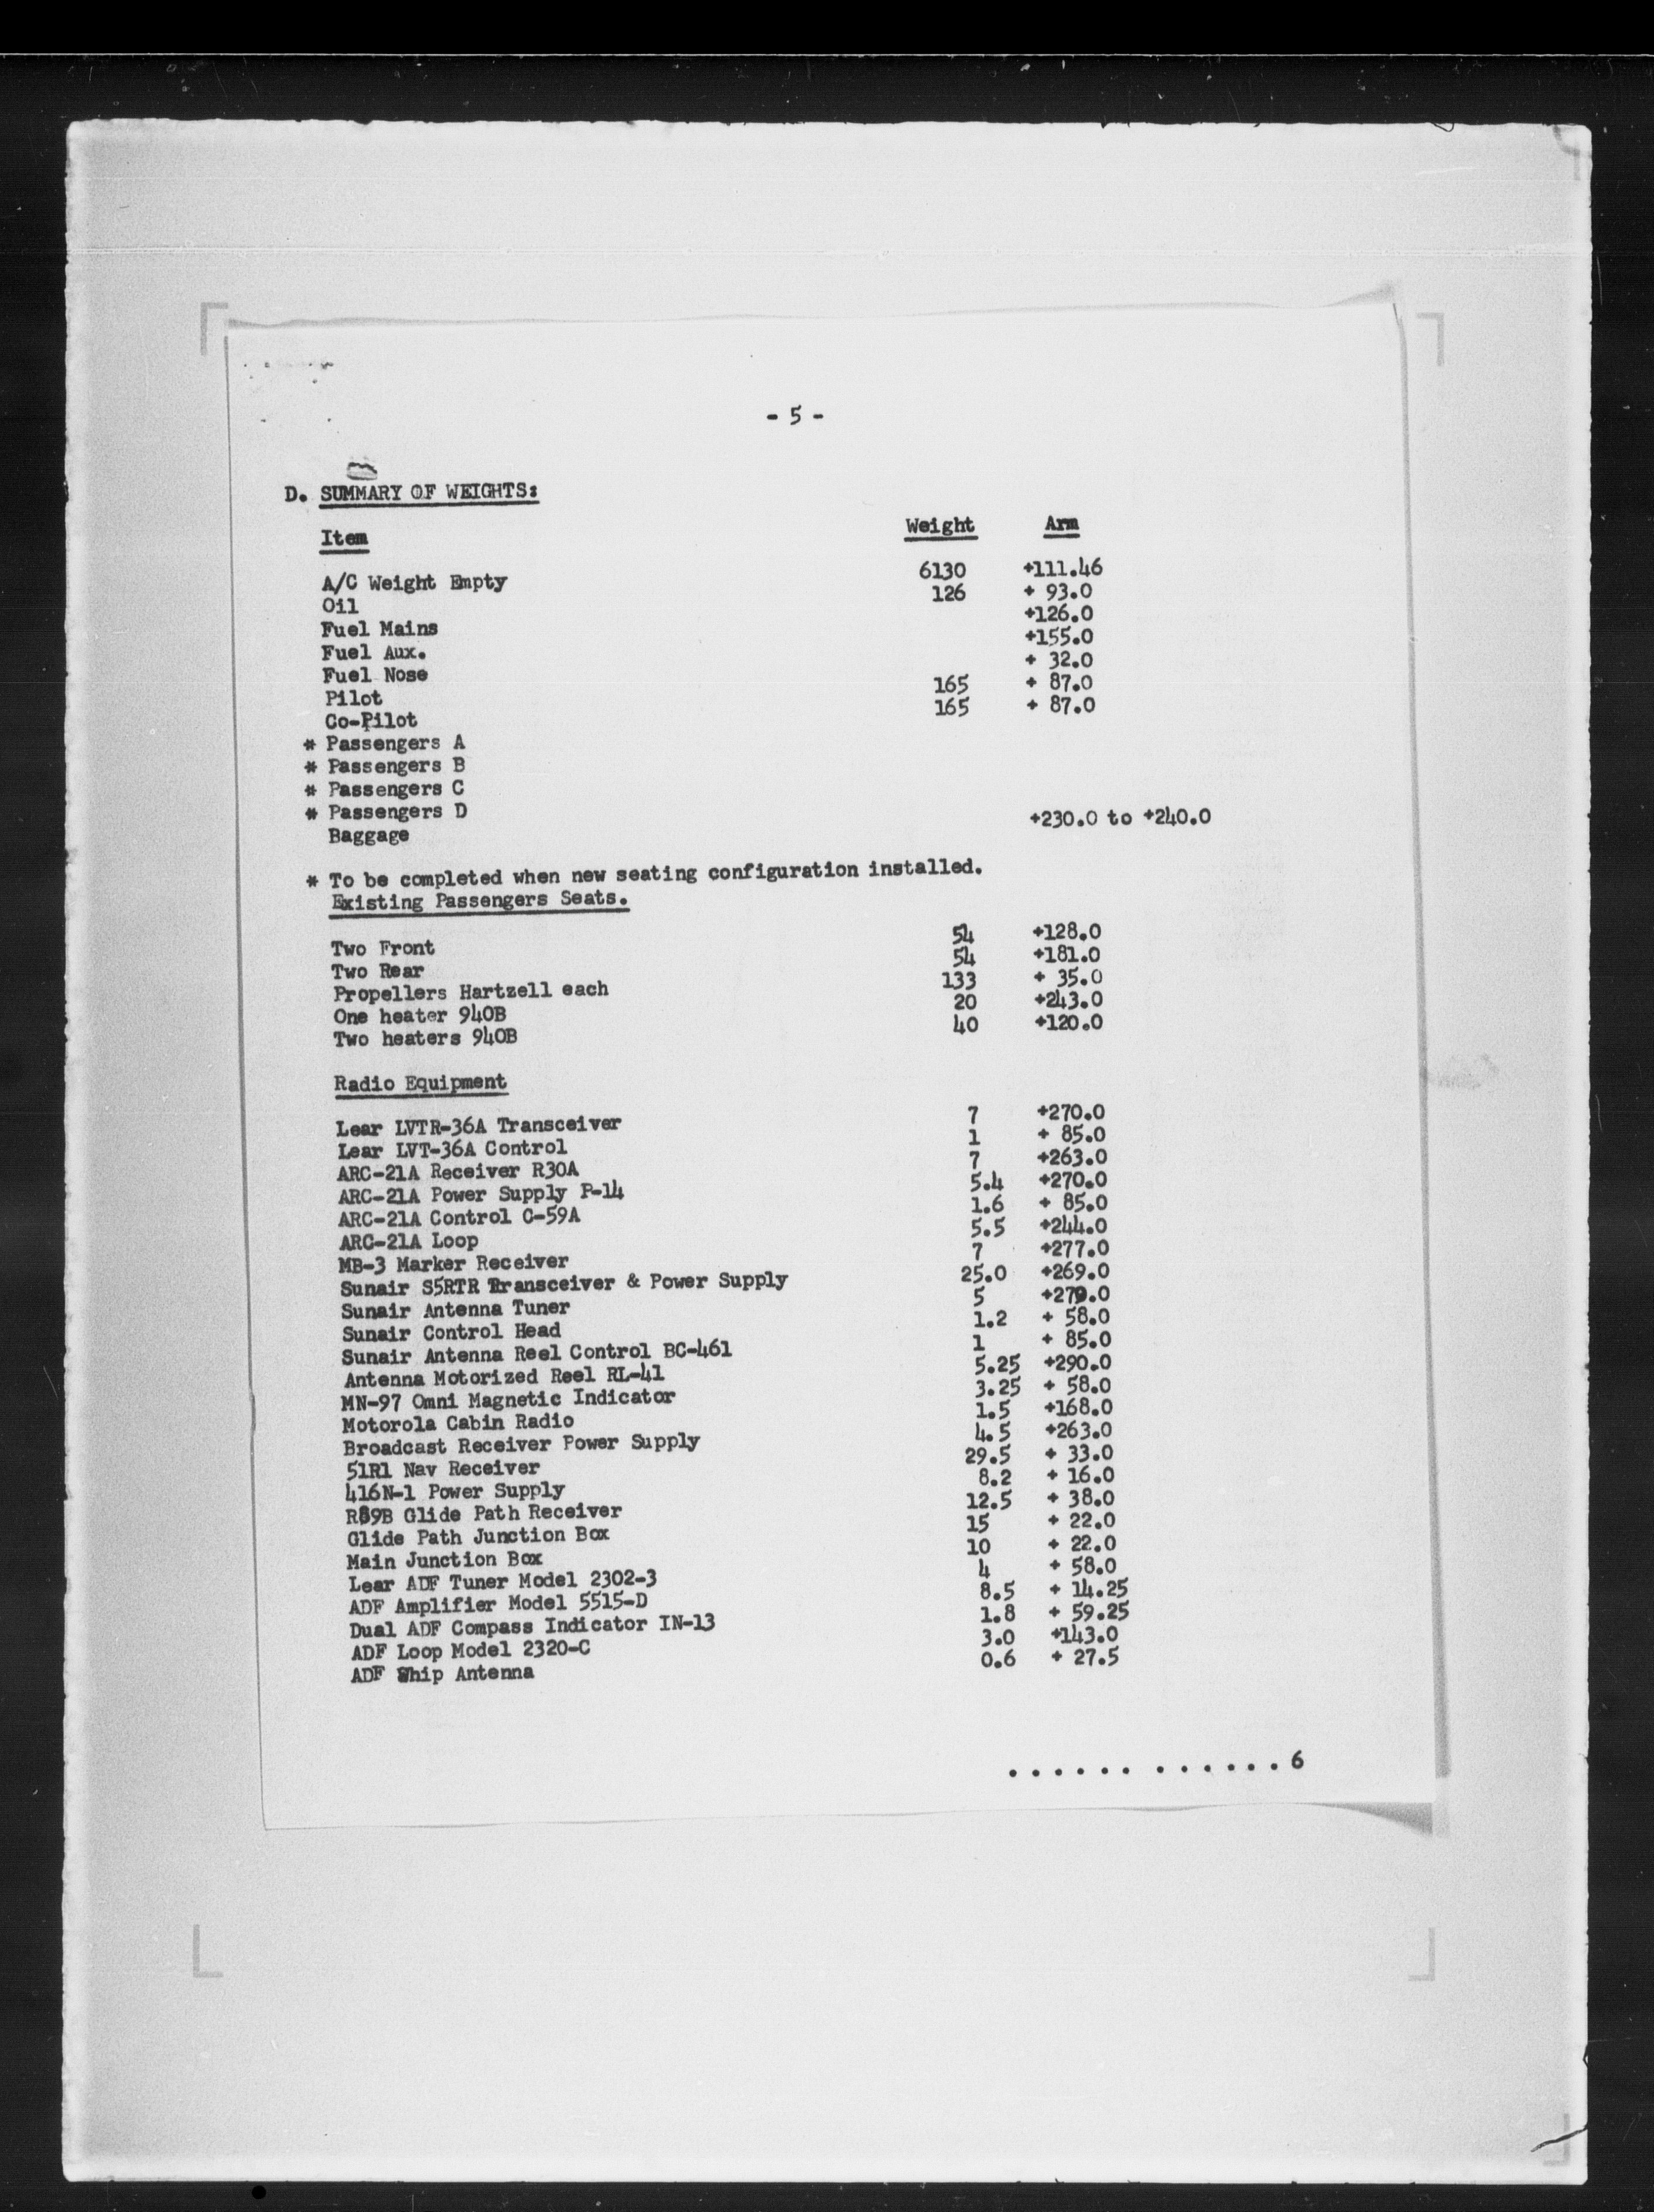 - 5 -
D. SUMMARY OF WEIGHTS:
Item Weight Arm
A/C Weight Empty 6130 +111.46
Oil 126 + 93.0
Fuel Mains +126.0
Fuel Aux. +155.0
Fuel Nose + 32.0
Pilot 165 + 87.0
Co-Pilot 165 + 87.0
* Passengers A
* Passengers B
* Passengers C
* Passengers D
Baggage +230.0 to +240.0
* To be completed when new seating configuration installed.
Existing Passengers Seats.
Two Front 54 +128.0
Two Rear 54 +181.0
Propellers Hartzell each 133 + 35.0
One heater 940B 20 +243.0
Two heaters 940B 40 +120.0
Radio Equipment
Lear LVTR-36A Transceiver 7 +270.0
Lear LVT-36A Control 1 + 85.0
ARC-21A Receiver R30A 7 +263.0
ARC-21A Power Supply P-14 5.4 +270.0
ARC-21A Control C-59A 1.6 + 85.0
ARC-21A Loop 5.5 +244.0
MB-3 Marker Receiver 7 +277.0
Sunair S5RTR Transceiver & Power Supply 25.0 +269.0
Sunair Antenna Tuner 5 +279.0
Sunair Control Head 1.2 + 58.0
Sunair Antenna Reel Control BC-461 1 + 85.0
Antenna Motorized Reel RL-41 5.25 +290.0
MN-97 Omni Magnetic Indicator 3.25 + 58.0
Motorola Cabin Radio 1.5 +168.0
Broadcast Receiver Power Supply 4.5 +263.0
51R1 Nav Receiver 29.5 + 33.0
416N-1 Power Supply 8.2 + 16.0
R89B Glide Path Receiver 12.5 + 38.0
Glide Path Junction Box 15 + 22.0
Main Junction Box 10 + 22.0
Lear ADF Tuner Model 2302-3 4 + 58.0
ADF Amplifier Model 5515-D 8.5 + 14.25
Dual ADF Compass Indicator IN-13 1.8 + 59.25
ADF Loop Model 2320-C 3.0 +143.0
ADF Whip Antenna 0.6 + 27.5
. . . . . . . . . . . . 6